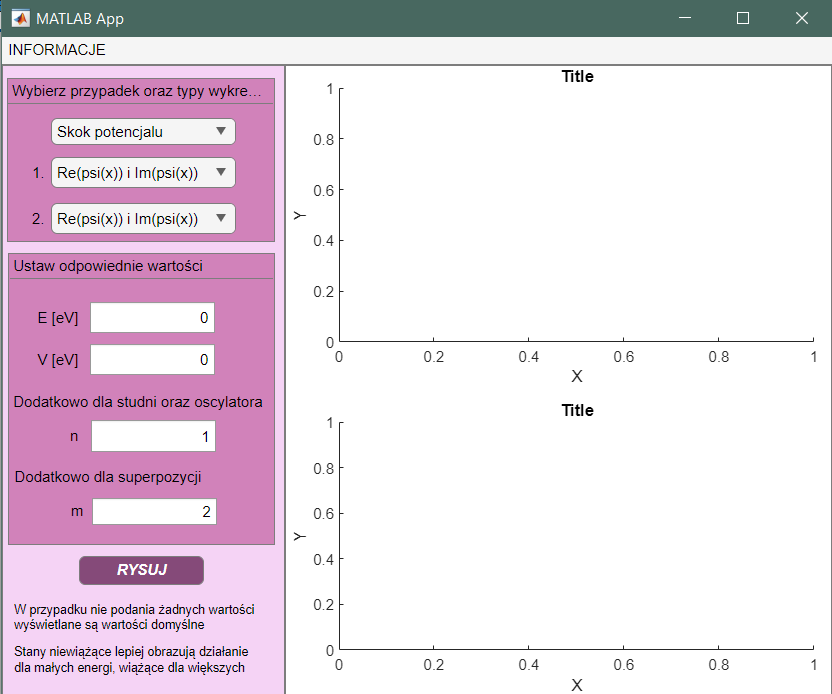 MATLAB App
INFORMACJE
Wybierz przypadek oraz typy wykre…
Skok potencjalu
1. Re(psi(x)) i Im(psi(x))
2. Re(psi(x)) i Im(psi(x))
Ustaw odpowiednie wartości
E [eV] 0
V [eV] 0
Dodatkowo dla studni oraz oscylatora
n 1
Dodatkowo dla superpozycji
m 2
RYSUJ
W przypadku nie podania żadnych wartości
wyświetlane są wartości domyślne
Stany niewiążące lepiej obrazują działanie
dla małych energi, wiążące dla większych
Title
1
0.8
0.6
Y
0.4
0.2
0
0 0.2 0.4 0.6 0.8 1
X
Title
1
0.8
0.6
Y
0.4
0.2
0
0 0.2 0.4 0.6 0.8 1
X